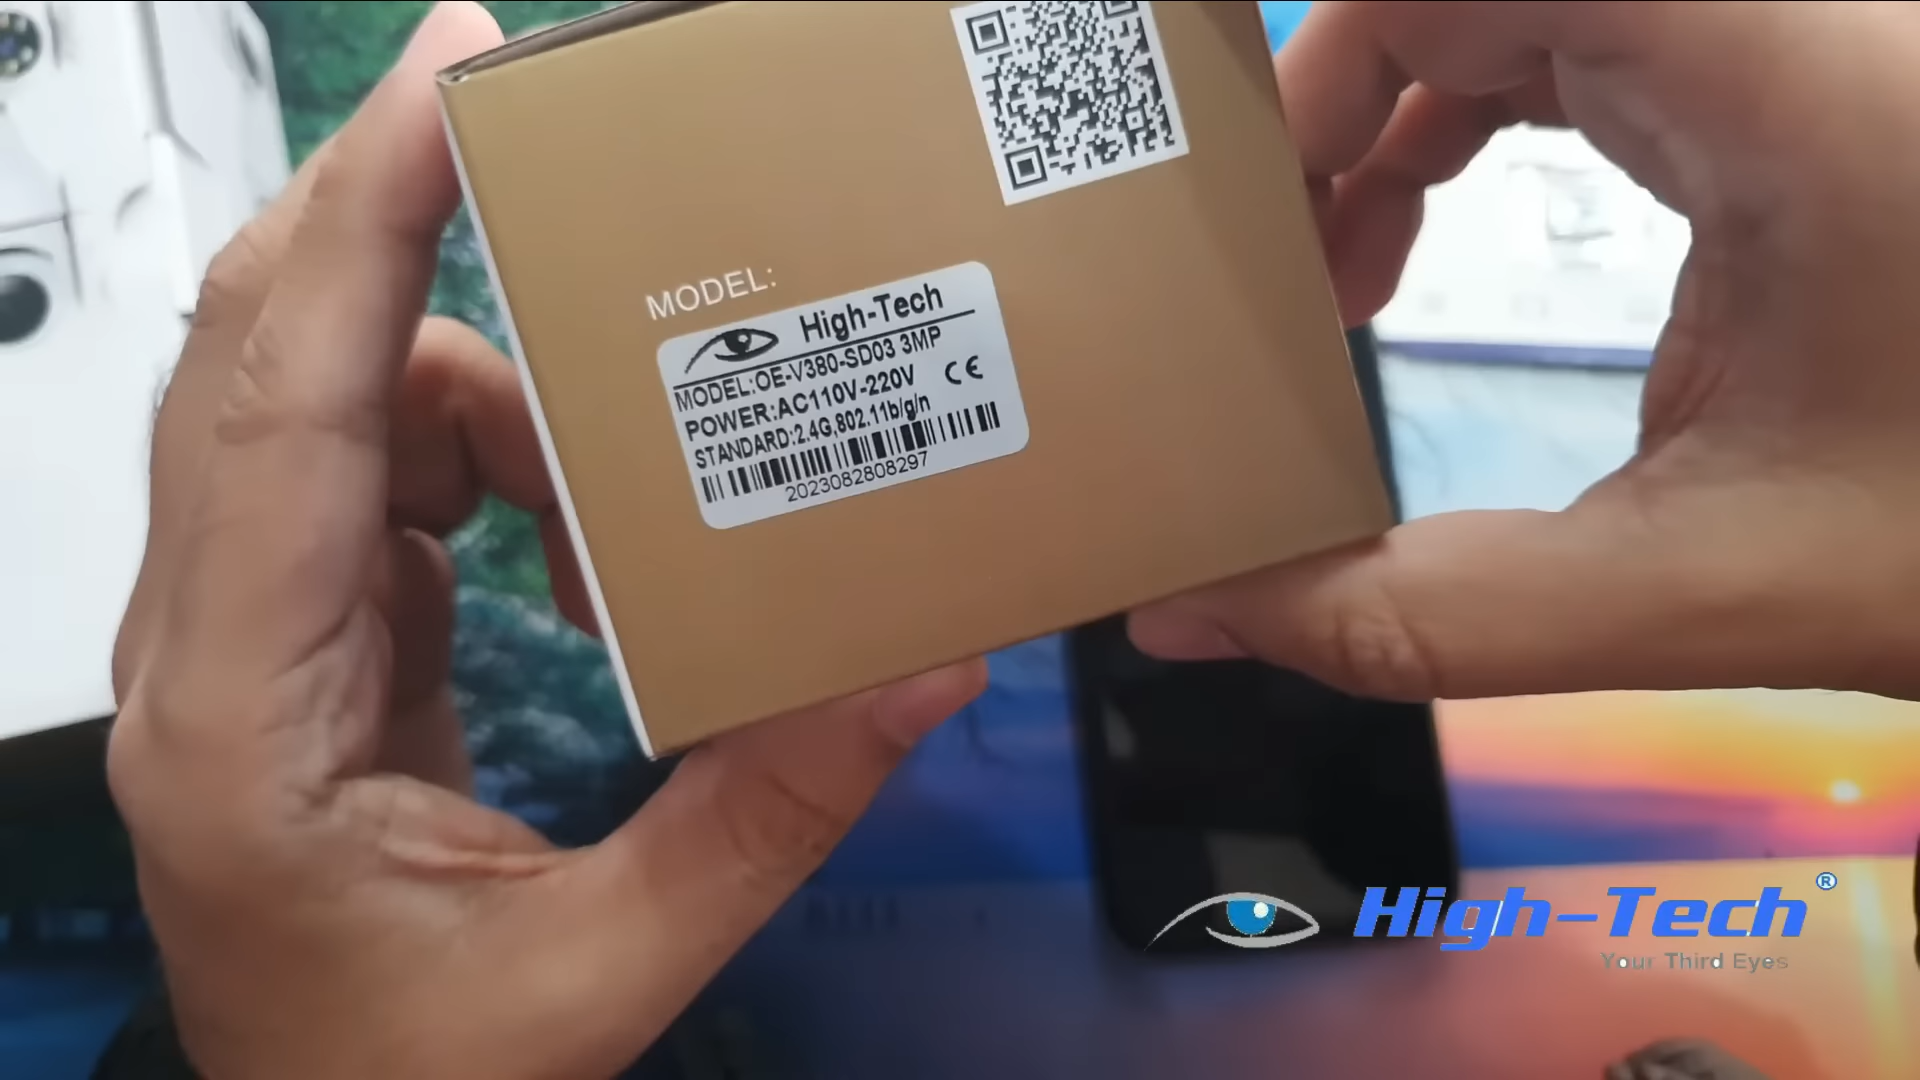 MODEL:
High-Tech
MODEL:OE-V380-SD03 3MP
POWER:AC110V-220V CE
STANDARD:2.4G,802.11b/g/n
2023082808297
High-Tech®
Your Third Eyes